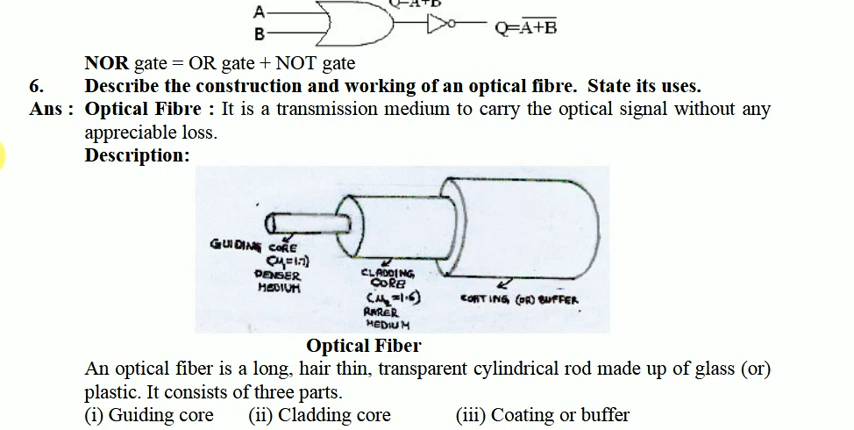 Q=A+B
A
B
Q=A+B
NOR gate = OR gate + NOT gate
6. Describe the construction and working of an optical fibre. State its uses.
Ans : Optical Fibre : It is a transmission medium to carry the optical signal without any
appreciable loss.
Description:
GUIDING CORE
(μ1=1.7)
DENSER
MEDIUM
CLADDING
CORE
(μ2=1.6)
RARER
MEDIUM
COATING (OR) BUFFER
Optical Fiber
An optical fiber is a long, hair thin, transparent cylindrical rod made up of glass (or)
plastic. It consists of three parts.
(i) Guiding core (ii) Cladding core (iii) Coating or buffer